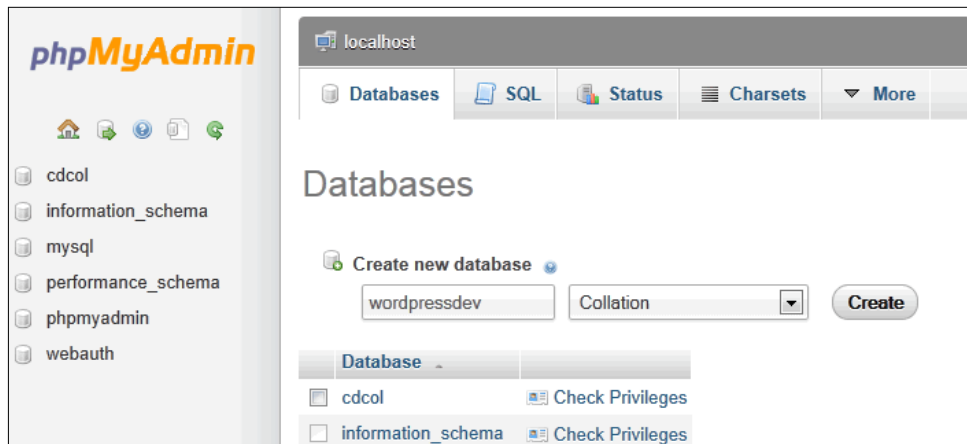 phpMyAdmin
cdcol
information_schema
mysql
performance_schema
phpmyadmin
webauth
localhost
Databases SQL Status Charsets More
Databases
Create new database
wordpressdev Collation Create
Database
cdcol Check Privileges
information_schema Check Privileges